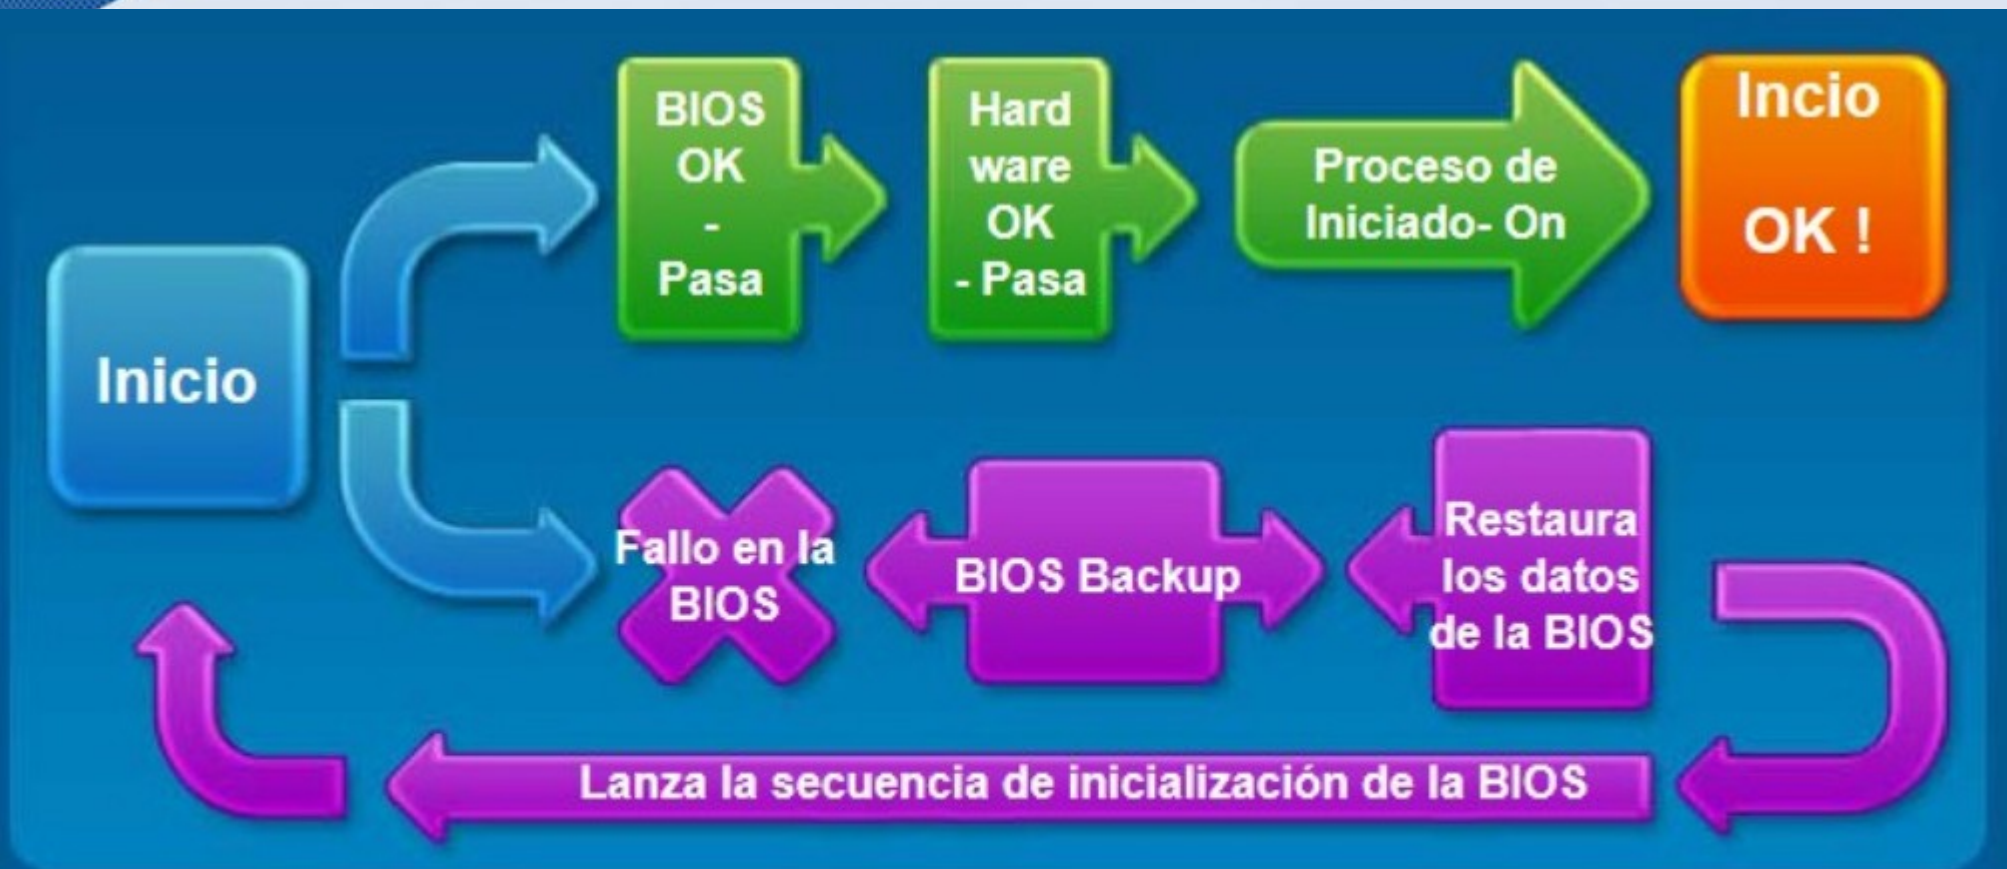 Inicio
BIOS
OK
-
Pasa
Hard
ware
OK
- Pasa
Proceso de
Iniciado- On
Incio
OK !
Fallo en la
BIOS
BIOS Backup
Restaura
los datos
de la BIOS
Lanza la secuencia de inicialización de la BIOS